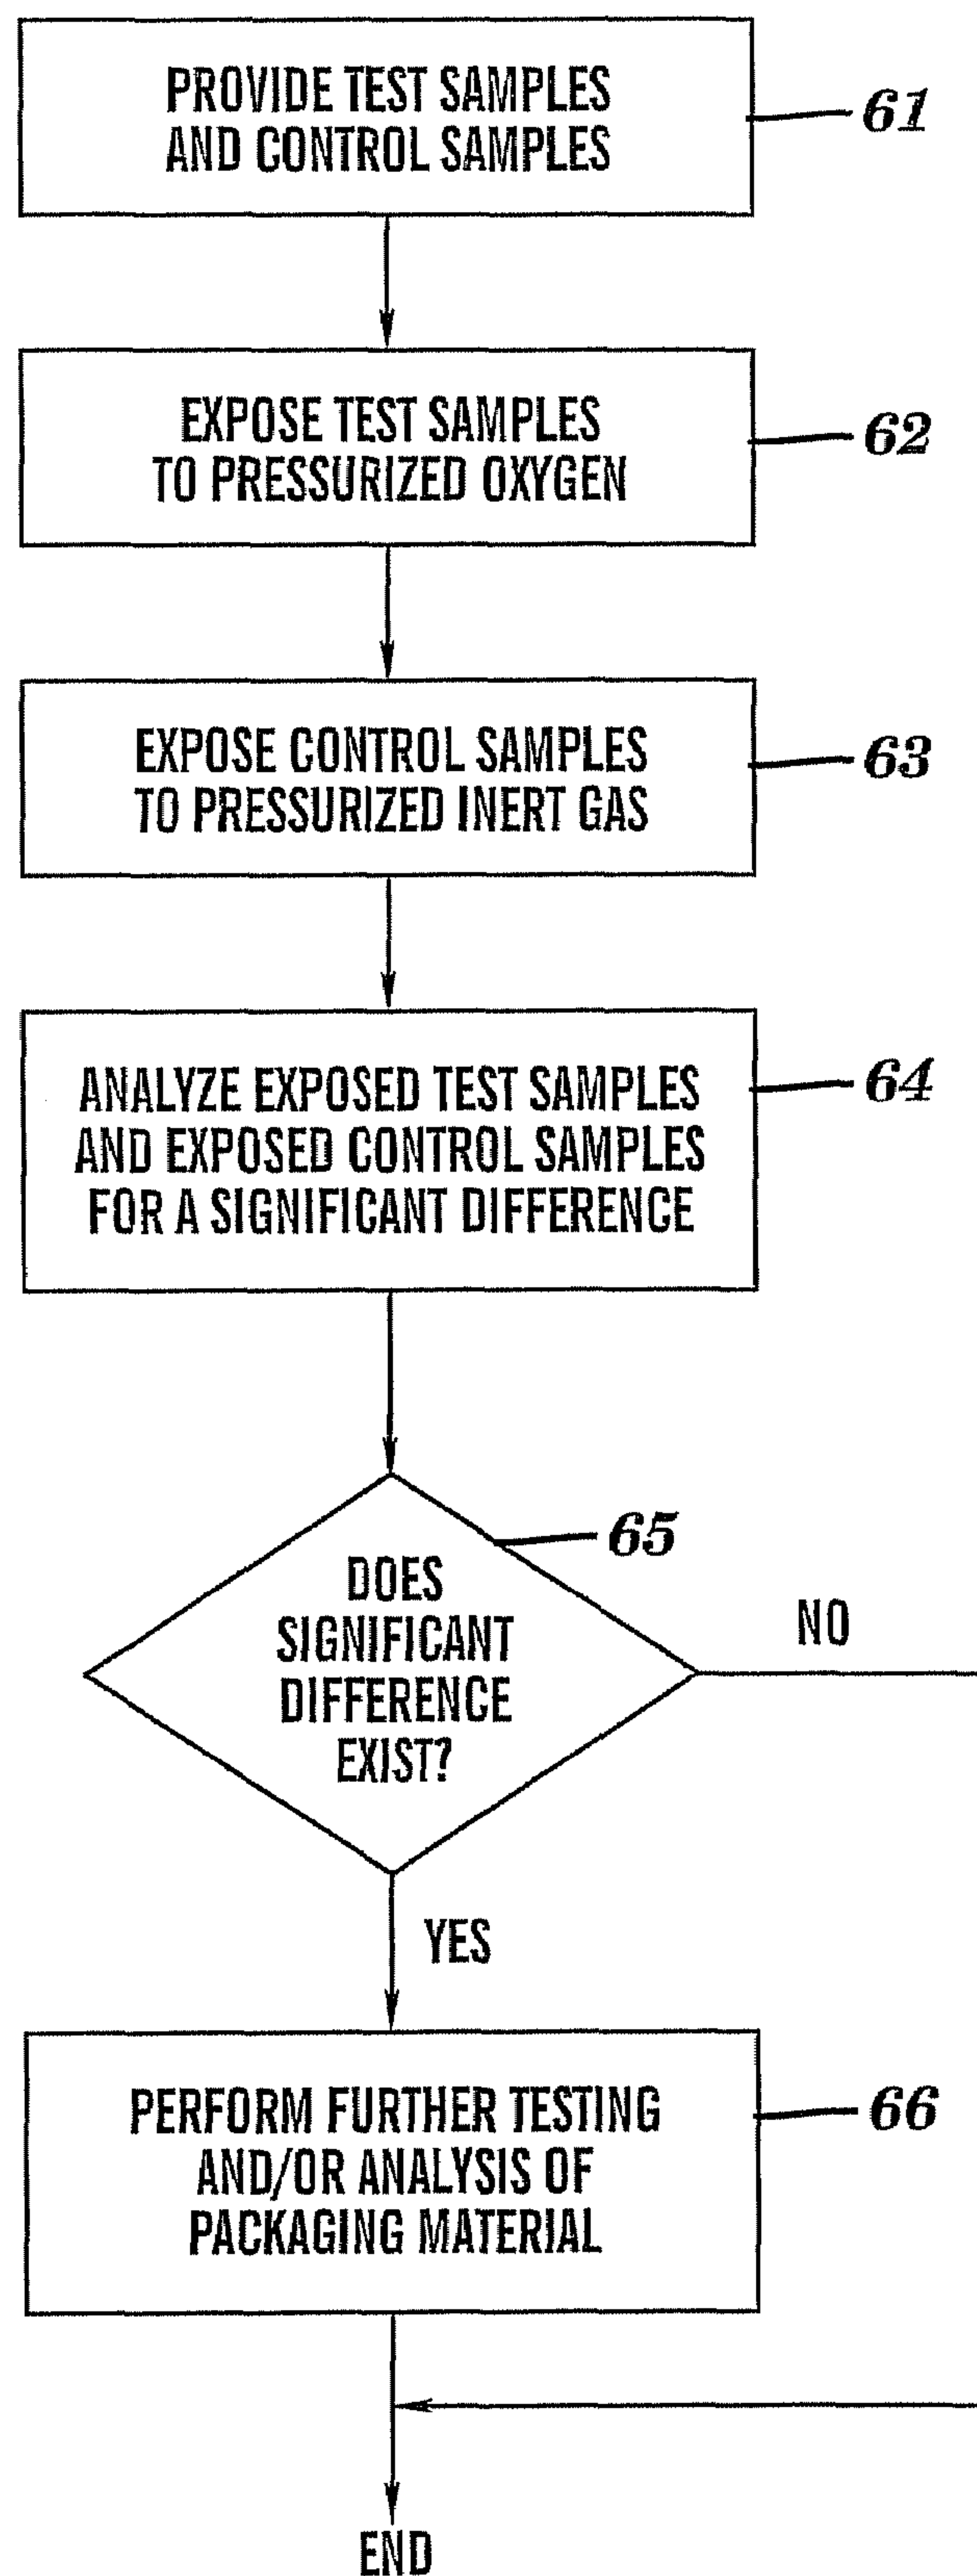 PROVIDE TEST SAMPLES
AND CONTROL SAMPLES
61
EXPOSE TEST SAMPLES
TO PRESSURIZED OXYGEN
62
EXPOSE CONTROL SAMPLES
TO PRESSURIZED INERT GAS
63
ANALYZE EXPOSED TEST SAMPLES
AND EXPOSED CONTROL SAMPLES
FOR A SIGNIFICANT DIFFERENCE
64
65
DOES
SIGNIFICANT
DIFFERENCE
EXIST?
NO
YES
PERFORM FURTHER TESTING
AND/OR ANALYSIS OF
PACKAGING MATERIAL
66
END